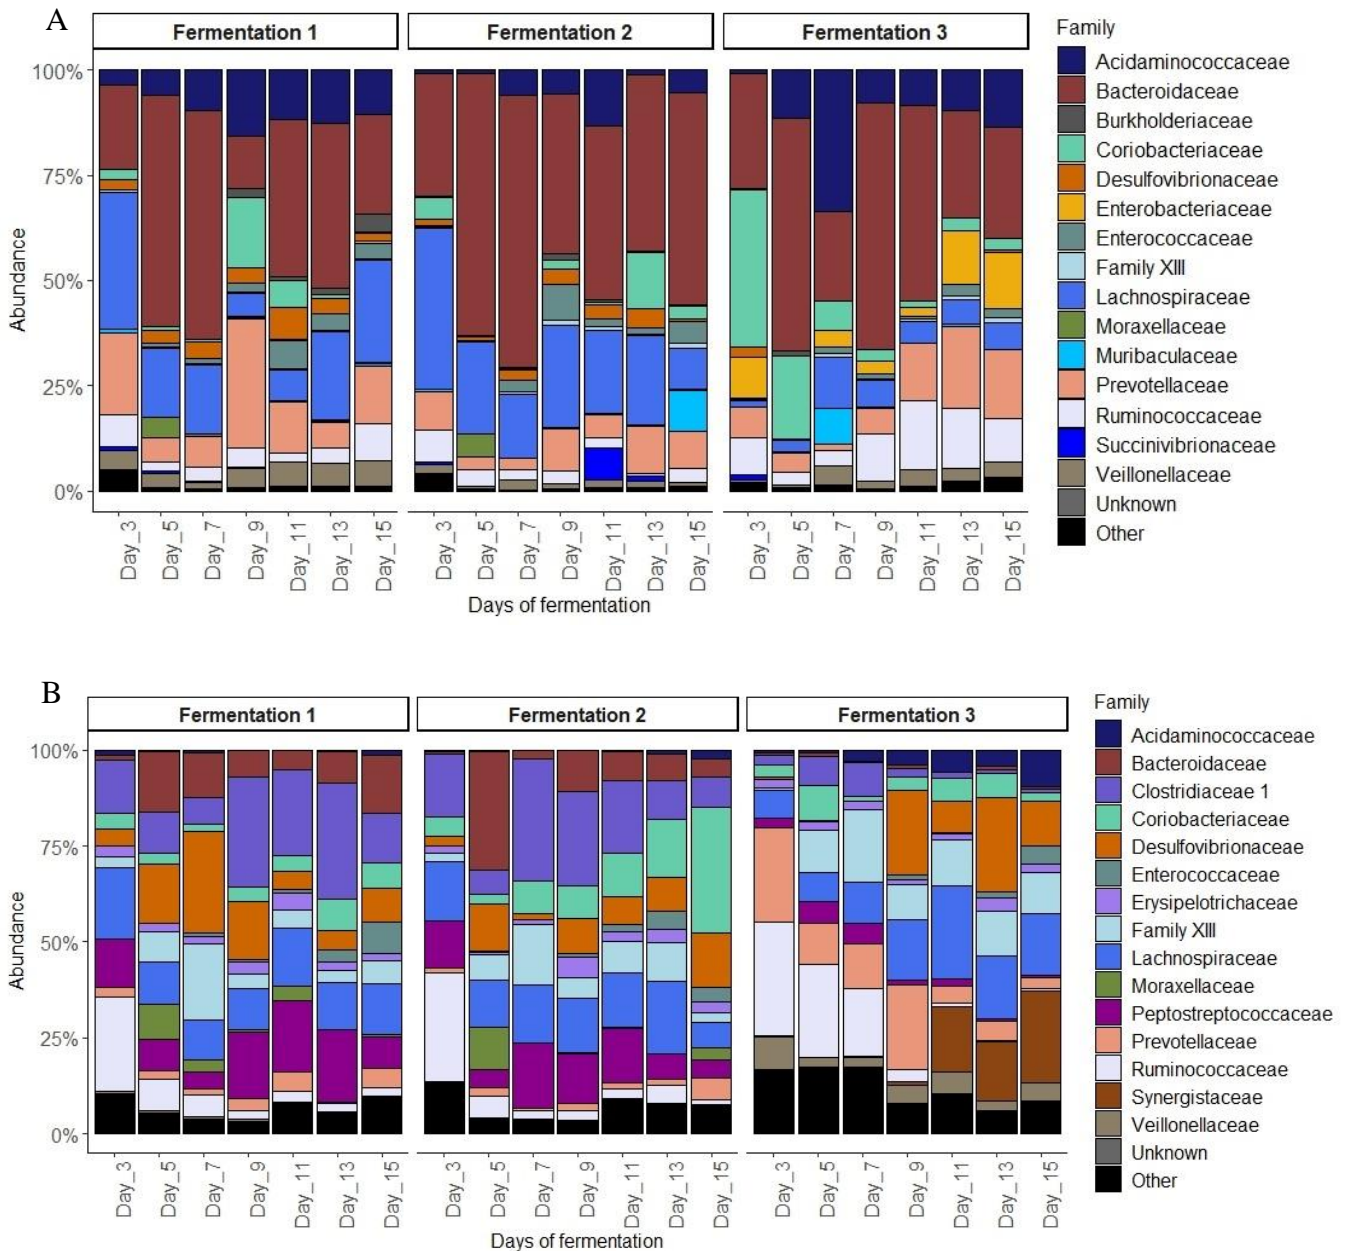 A
Fermentation 1
Fermentation 2
Fermentation 3
Family
Acidaminococcaceae
Bacteroidaceae
Burkholderiaceae
Coriobacteriaceae
Desulfovibrionaceae
Enterobacteriaceae
Enterococcaceae
Family XIII
Lachnospiraceae
Moraxellaceae
Muribaculaceae
Prevotellaceae
Ruminococcaceae
Succinivibrionaceae
Veillonellaceae
Unknown
Other
100%
75%
50%
25%
0%
Abundance
Day_3
Day_5
Day_7
Day_9
Day_11
Day_13
Day_15
Day_3
Day_5
Day_7
Day_9
Day_11
Day_13
Day_15
Day_3
Day_5
Day_7
Day_9
Day_11
Day_13
Day_15
Days of fermentation
B
Fermentation 1
Fermentation 2
Fermentation 3
Family
Acidaminococcaceae
Bacteroidaceae
Clostridiaceae 1
Coriobacteriaceae
Desulfovibrionaceae
Enterococcaceae
Erysipelotrichaceae
Family XIII
Lachnospiraceae
Moraxellaceae
Peptostreptococcaceae
Prevotellaceae
Ruminococcaceae
Synergistaceae
Veillonellaceae
Unknown
Other
100%
75%
50%
25%
0%
Abundance
Day_3
Day_5
Day_7
Day_9
Day_11
Day_13
Day_15
Day_3
Day_5
Day_7
Day_9
Day_11
Day_13
Day_15
Day_3
Day_5
Day_7
Day_9
Day_11
Day_13
Day_15
Days of fermentation